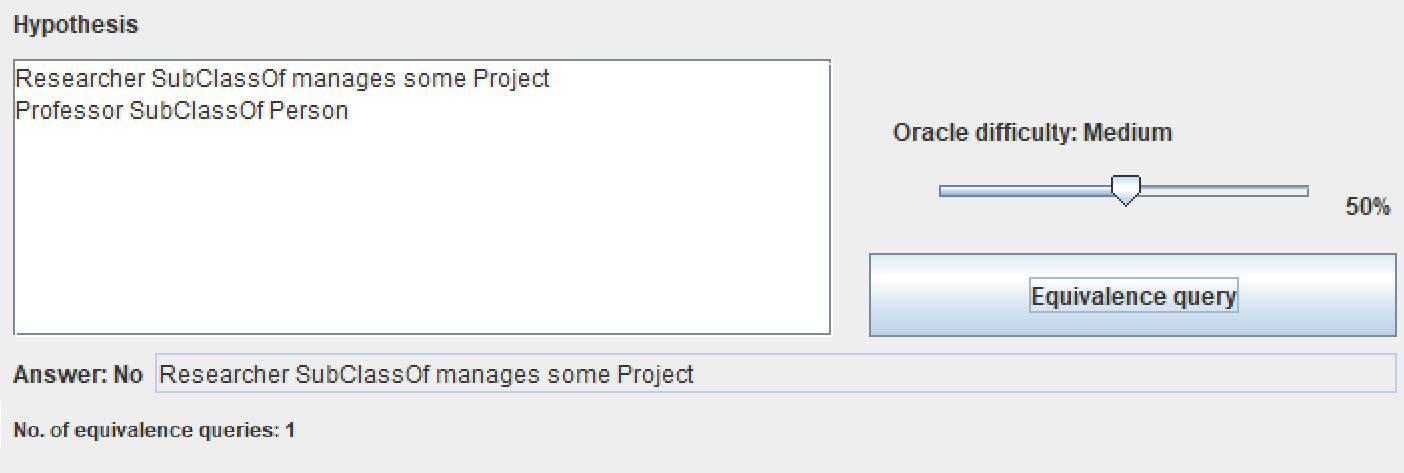 Hypothesis
Researcher SubClassOf manages some Project
Professor SubClassOf Person
Oracle difficulty: Medium
50%
Equivalence query
Answer: No Researcher SubClassOf manages some Project
No. of equivalence queries: 1